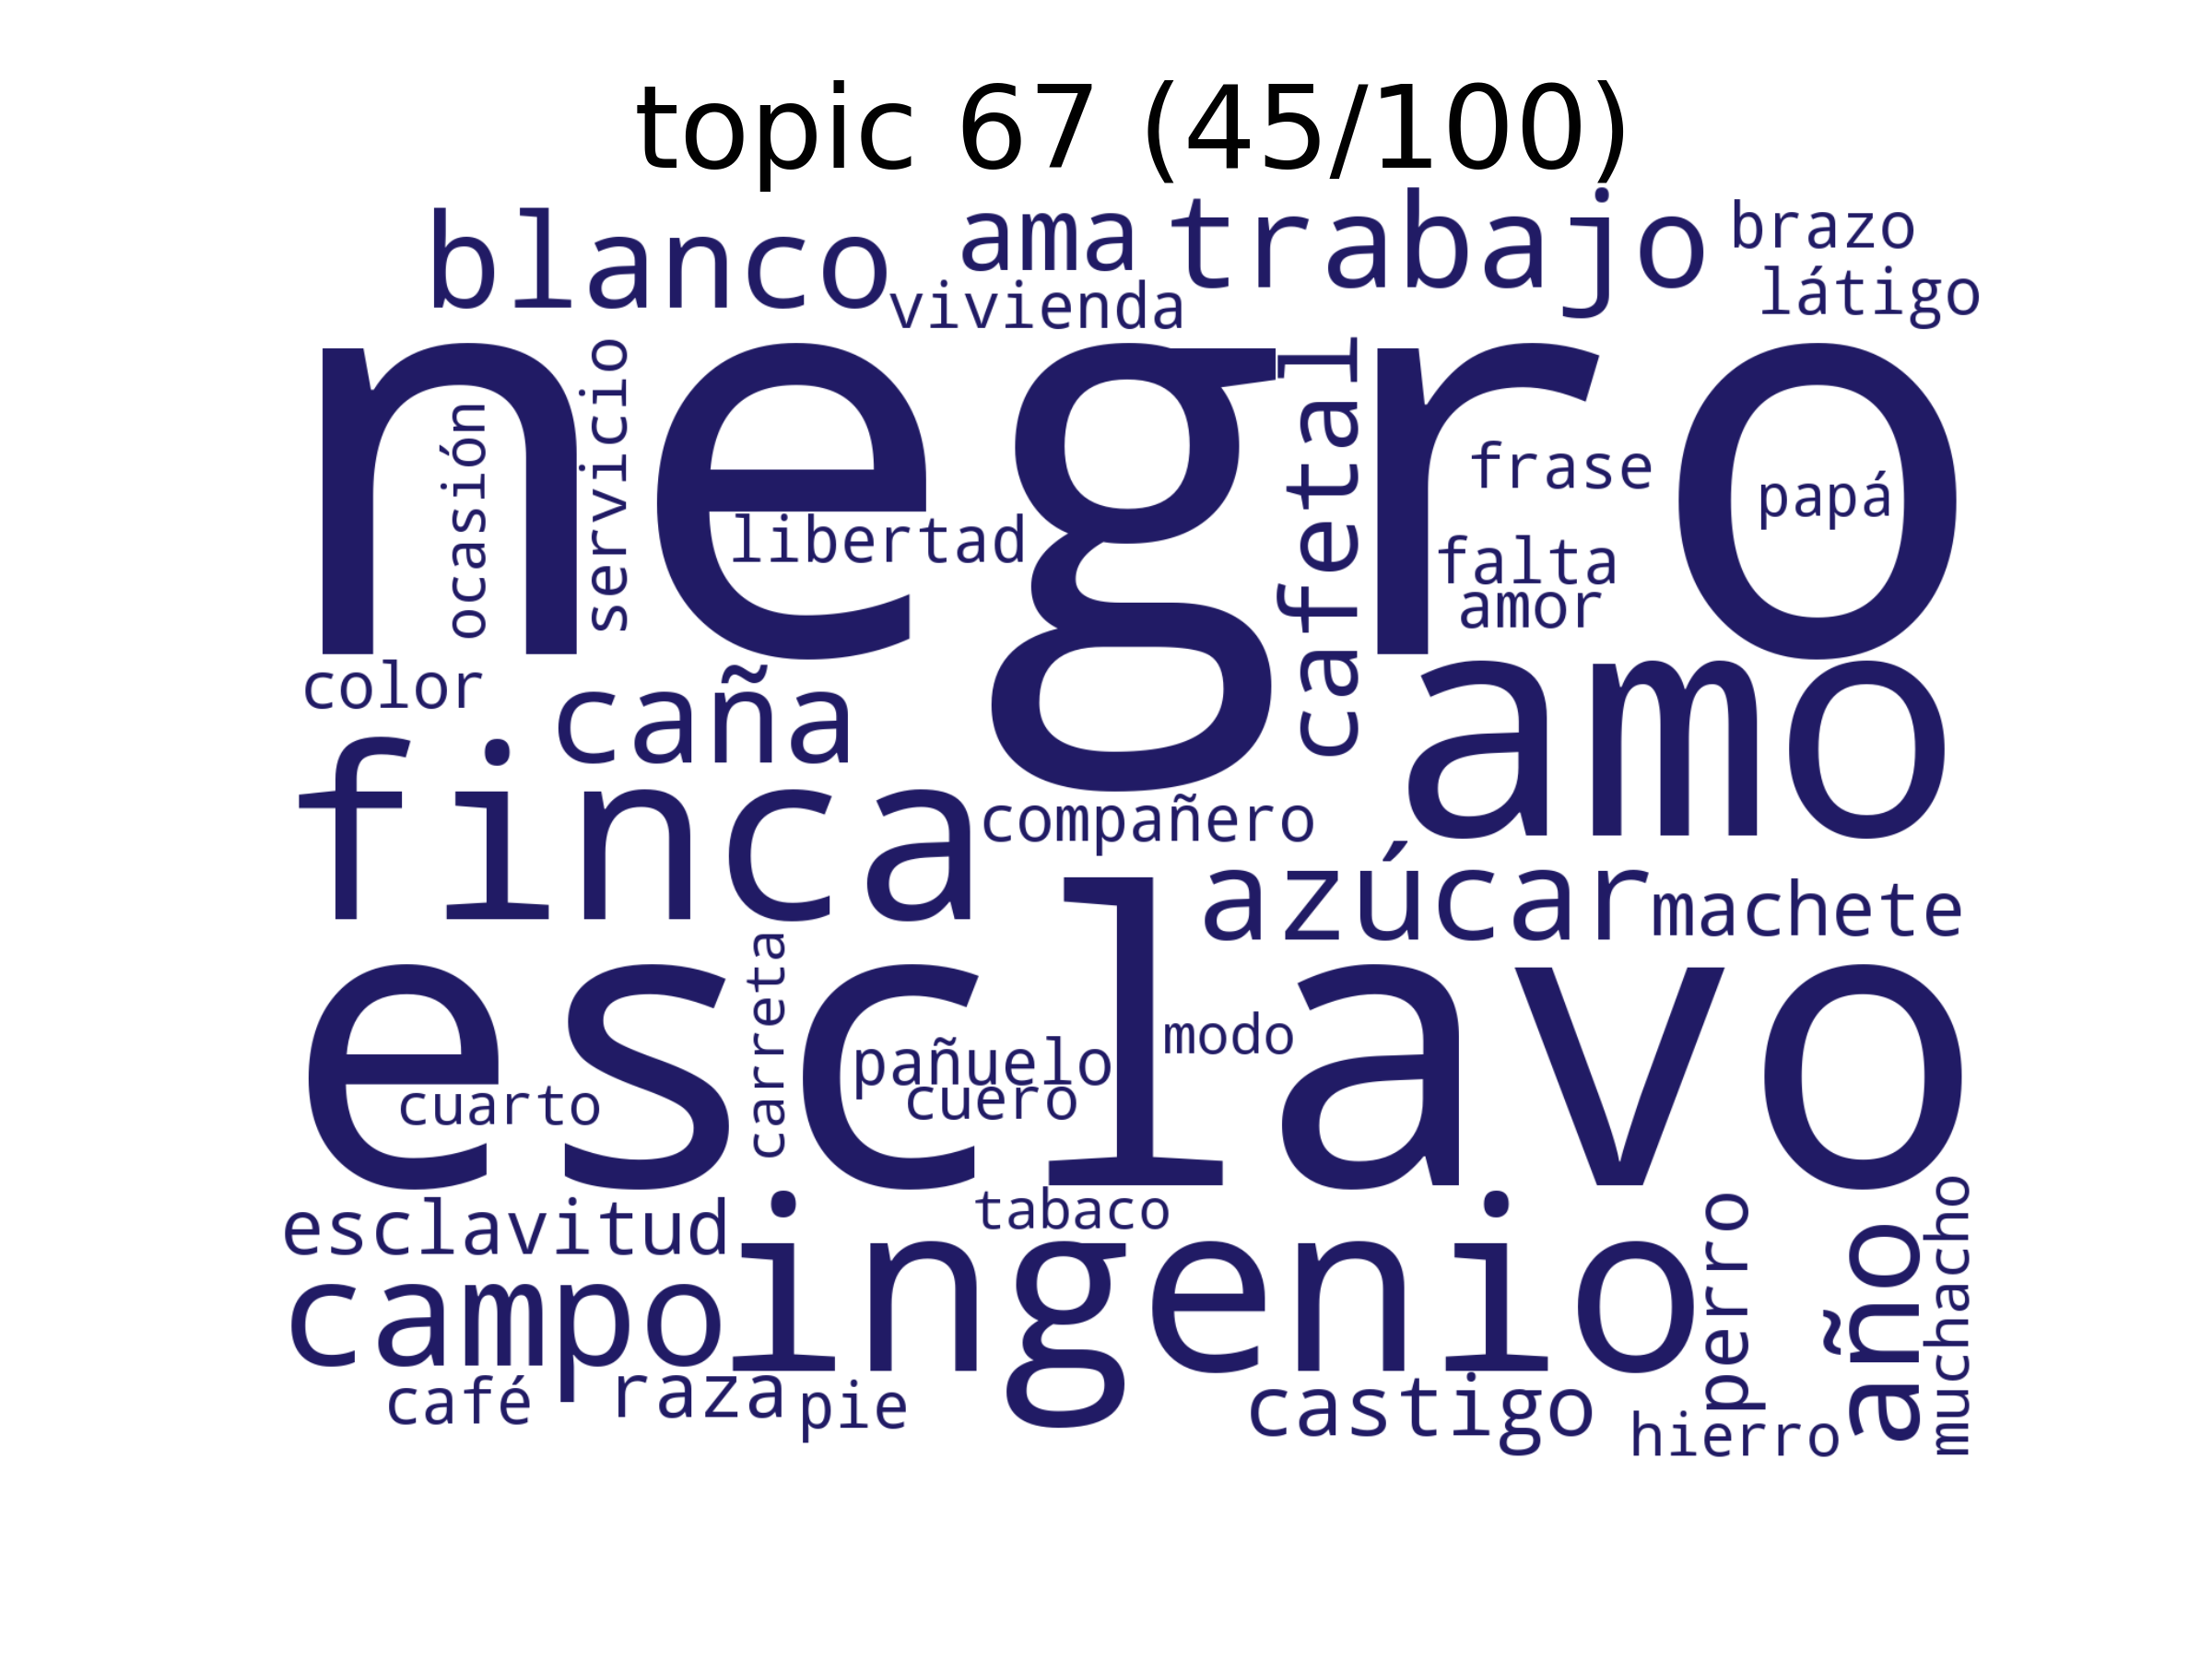 topic 67 (45/100)
blanco
ama
trabajo
brazo
vivienda
látigo
negro
ocasión
servicio
libertad
cafetal
frase
papá
falta
amor
color
caña
amo
finca
compañero
azúcar
machete
esclavo
carreta
pañuelo
modo
cuero
cuarto
esclavitud
tabaco
campo
ingenio
perro
año
muchacho
café
raza
pie
castigo
hierro